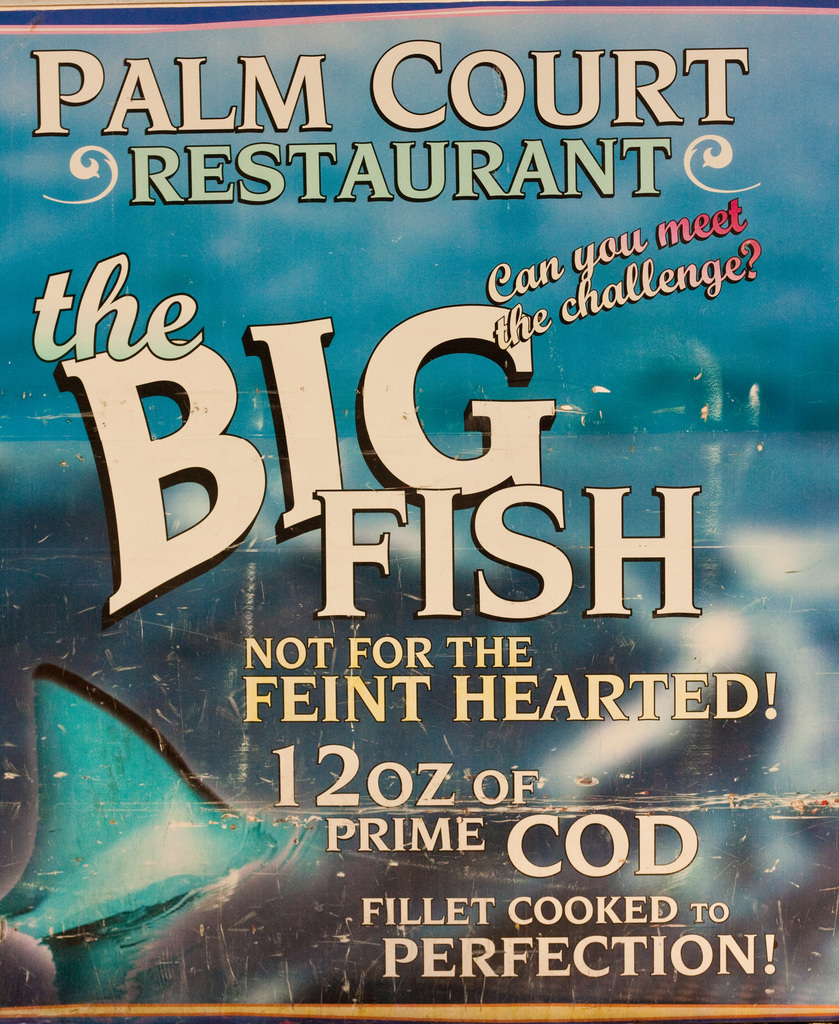 PALM COURT
RESTAURANT
Can you meet
the challenge?
the
BIG
FISH
NOT FOR THE
FEINT HEARTED!
12OZ OF
PRIME COD
FILLET COOKED TO
PERFECTION!